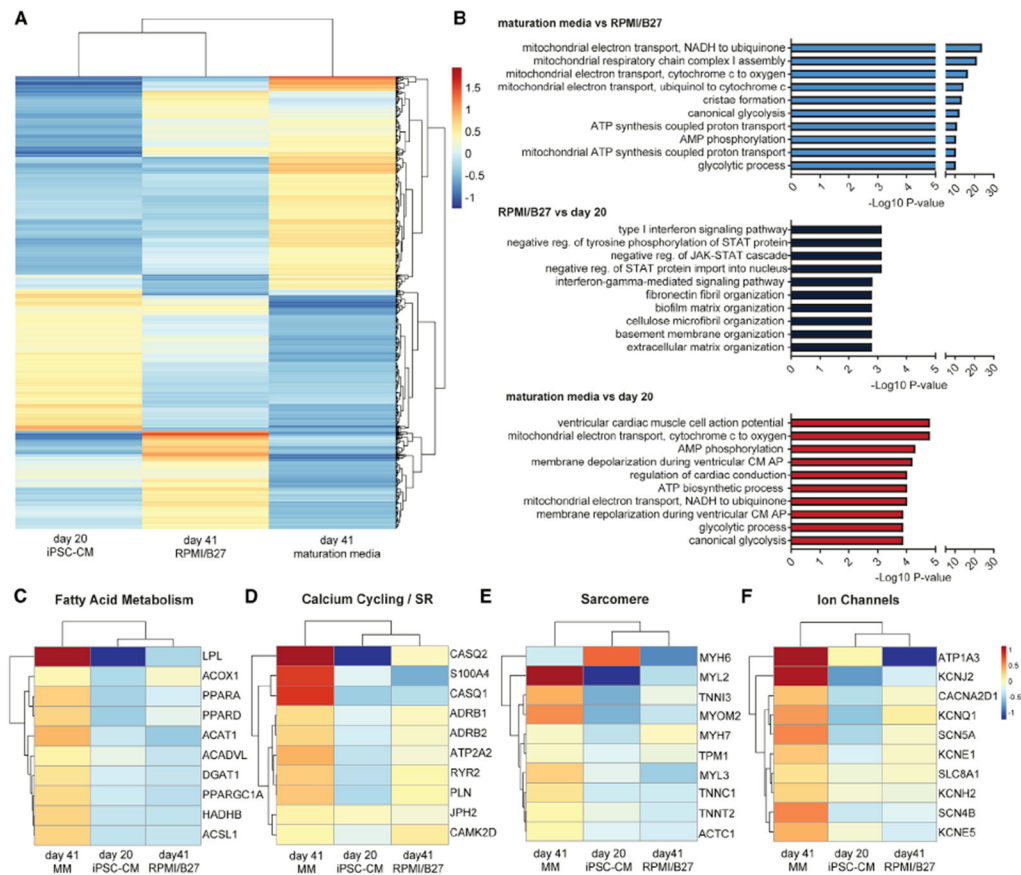 A
day 20
iPSC-CM
day 41
RPMI/B27
day 41
maturation media
1.5
1
0.5
0
-0.5
-1
B
maturation media vs RPMI/B27
mitochondrial electron transport, NADH to ubiquinone
mitochondrial respiratory chain complex I assembly
mitochondrial electron transport, cytochrome c to oxygen
mitochondrial electron transport, ubiquinol to cytochrome c
cristae formation
canonical glycolysis
ATP synthesis coupled proton transport
AMP phosphorylation
mitochondrial ATP synthesis coupled proton transport
glycolytic process
0 1 2 3 4 5 10 20 30
-Log10 P-value
RPMI/B27 vs day 20
type I interferon signaling pathway
negative reg. of tyrosine phosphorylation of STAT protein
negative reg. of JAK-STAT cascade
negative reg. of STAT protein import into nucleus
interferon-gamma-mediated signaling pathway
fibronectin fibril organization
biofilm matrix organization
cellulose microfibril organization
basement membrane organization
extracellular matrix organization
0 1 2 3 4 5 10 20 30
-Log10 P-value
maturation media vs day 20
ventricular cardiac muscle cell action potential
mitochondrial electron transport, cytochrome c to oxygen
AMP phosphorylation
membrane depolarization during ventricular CM AP
regulation of cardiac conduction
ATP biosynthetic process
mitochondrial electron transport, NADH to ubiquinone
membrane repolarization during ventricular CM AP
glycolytic process
canonical glycolysis
0 1 2 3 4 5 10 20 30
-Log10 P-value
C
Fatty Acid Metabolism
LPL
ACOX1
PPARA
PPARD
ACAT1
ACADVL
DGAT1
PPARGC1A
HADHB
ACSL1
day 41
MM
day 20
iPSC-CM
day41
RPMI/B27
D
Calcium Cycling / SR
CASQ2
S100A4
CASQ1
ADRB1
ADRB2
ATP2A2
RYR2
PLN
JPH2
CAMK2D
day 41
MM
day 20
iPSC-CM
day 41
RPMI/B27
E
Sarcomere
MYH6
MYL2
TNNI3
MYOM2
MYH7
TPM1
MYL3
TNNC1
TNNT2
ACTC1
day 41
MM
day 20
iPSC-CM
day41
RPMI/B27
F
Ion Channels
ATP1A3
KCNJ2
CACNA2D1
KCNQ1
SCN5A
KCNE1
SLC8A1
KCNH2
SCN4B
KCNE5
day 41
MM
day 20
iPSC-CM
day 41
RPMI/B27
1
0.5
0
-0.5
-1